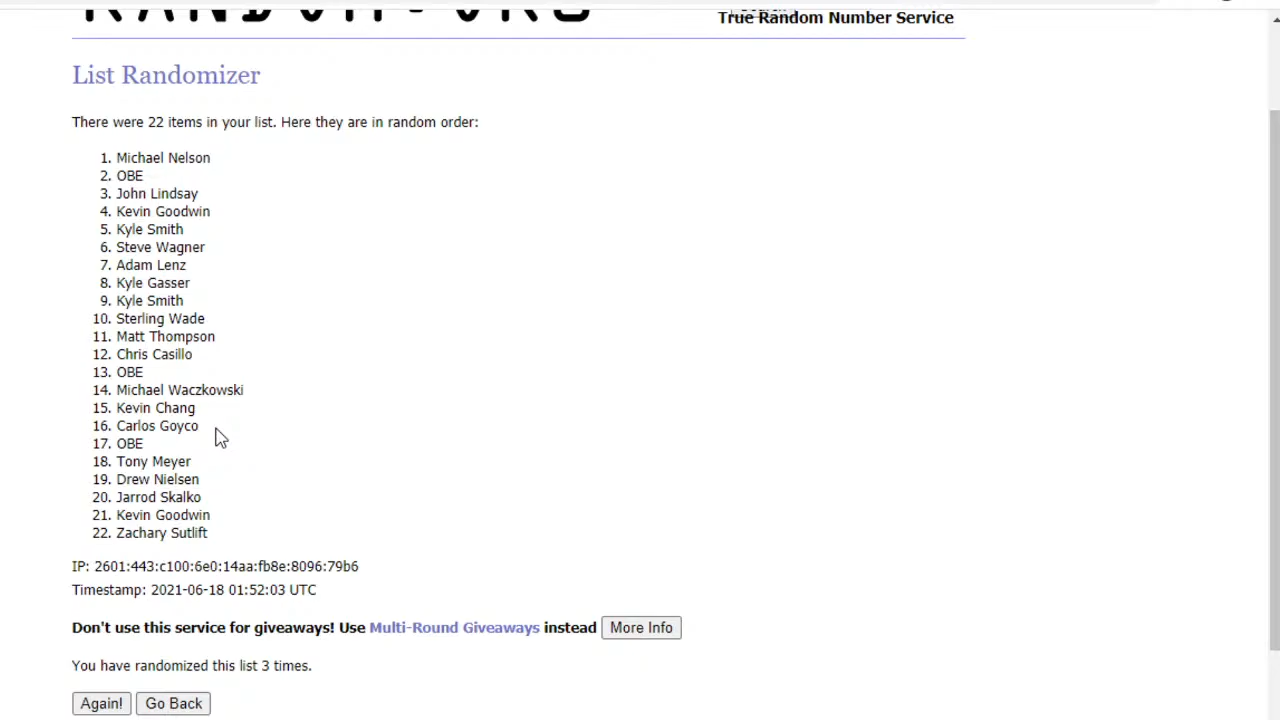 RANDOM.ORG
True Random Number Service
List Randomizer
There were 22 items in your list. Here they are in random order:
1. Michael Nelson
2. OBE
3. John Lindsay
4. Kevin Goodwin
5. Kyle Smith
6. Steve Wagner
7. Adam Lenz
8. Kyle Gasser
9. Kyle Smith
10. Sterling Wade
11. Matt Thompson
12. Chris Casillo
13. OBE
14. Michael Waczkowski
15. Kevin Chang
16. Carlos Goyco
17. OBE
18. Tony Meyer
19. Drew Nielsen
20. Jarrod Skalko
21. Kevin Goodwin
22. Zachary Sutlift
IP: 2601:443:c100:6e0:14aa:fb8e:8096:79b6
Timestamp: 2021-06-18 01:52:03 UTC
Don't use this service for giveaways! Use Multi-Round Giveaways instead More Info
You have randomized this list 3 times.
Again! Go Back